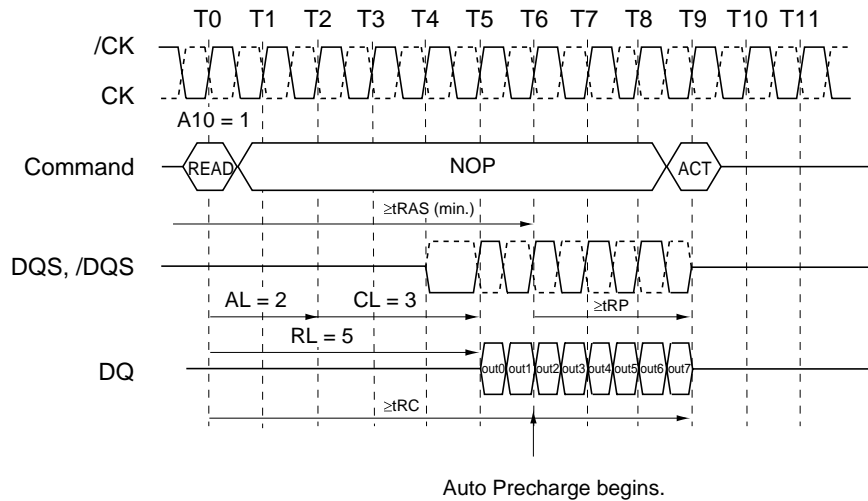 T0 T1 T2 T3 T4 T5 T6 T7 T8 T9 T10 T11
/CK
CK
A10 = 1
Command READ NOP ACT
≥tRAS (min.)
DQS, /DQS
AL = 2 CL = 3 ≥tRP
RL = 5
DQ out0 out1 out2 out3 out4 out5 out6 out7
≥tRC
Auto Precharge begins.